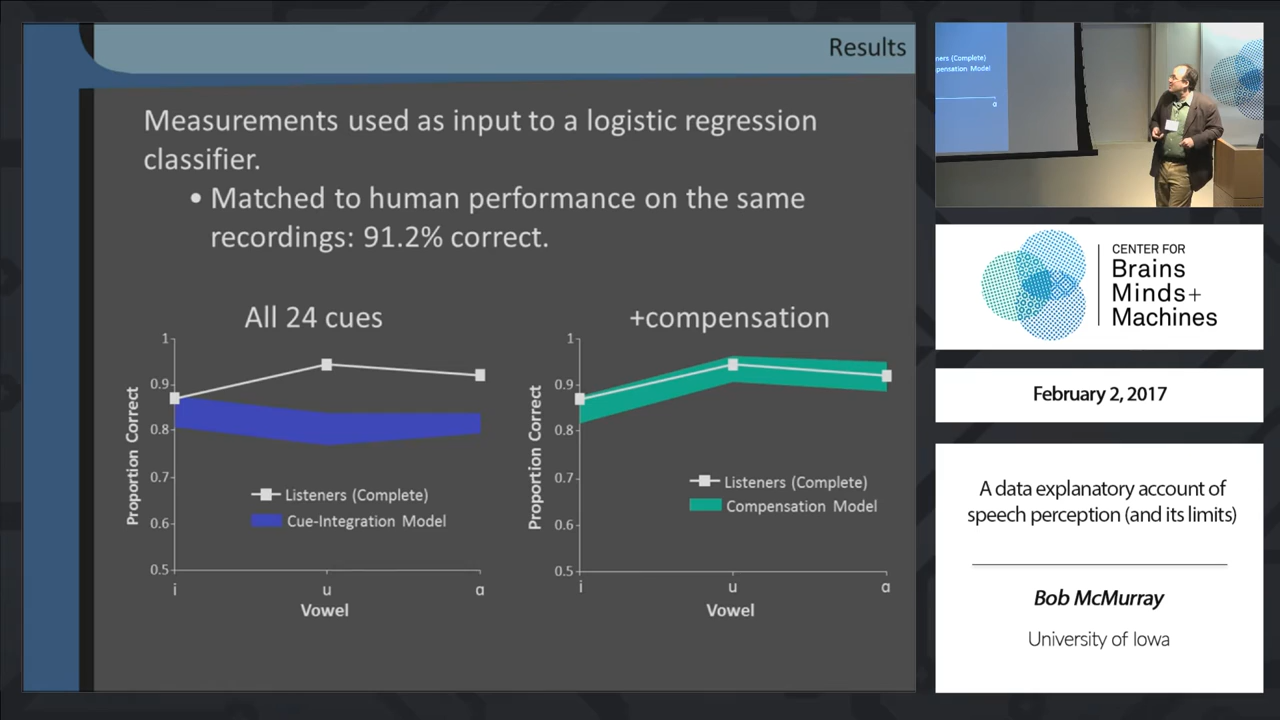 Results
Measurements used as input to a logistic regression
classifier.
• Matched to human performance on the same
recordings: 91.2% correct.
All 24 cues
1
0.9
0.8
0.7
0.6
0.5
Proportion Correct
Listeners (Complete)
Cue-Integration Model
i u ɑ
Vowel
+compensation
1
0.9
0.8
0.7
0.6
0.5
Proportion Correct
Listeners (Complete)
Compensation Model
i u ɑ
Vowel
ners (Complete)
pensation Model
ɑ
CENTER FOR
Brains
Minds+
Machines
February 2, 2017
A data explanatory account of
speech perception (and its limits)
Bob McMurray
University of Iowa